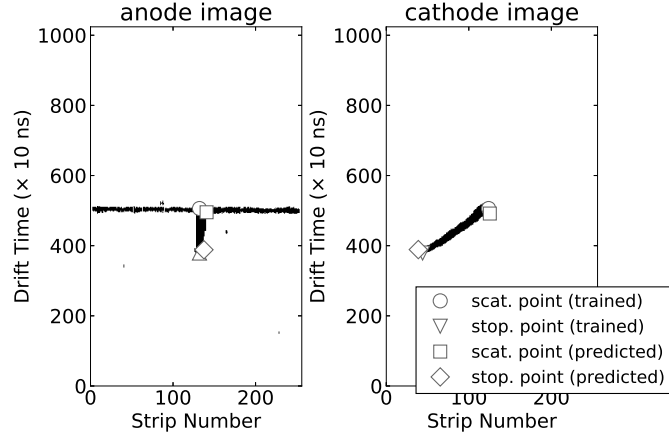 anode image
cathode image
1000
800
600
400
200
0
0
100
200
Drift Time (× 10 ns)
Strip Number
1000
800
600
400
200
0
0
100
200
Drift Time (× 10 ns)
Strip Number
scat. point (trained)
stop. point (trained)
scat. point (predicted)
stop. point (predicted)